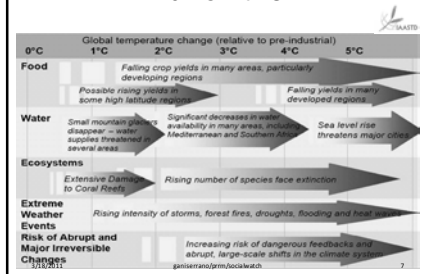 IAASTD
Global temperature change (relative to pre-industrial)
0°C 1°C 2°C 3°C 4°C 5°C
Food
Falling crop yields in many areas, particularly
developing regions
Possible rising yields in
some high latitude regions
Falling yields in many
developed regions
Water
Small mountain glaciers
disappear – water
supplies threatened in
several areas
Significant decreases in water
availability in many areas, including
Mediterranean and Southern Africa
Sea level rise
threatens major cities
Ecosystems
Extensive Damage
to Coral Reefs
Rising number of species face extinction
Extreme
Weather
Events
Rising intensity of storms, forest fires, droughts, flooding and heat waves
Risk of Abrupt and
Major Irreversible
Changes
Increasing risk of dangerous feedbacks and
abrupt, large-scale shifts in the climate system
3/18/2011 ganiserrano/prrm/socialwatch 7